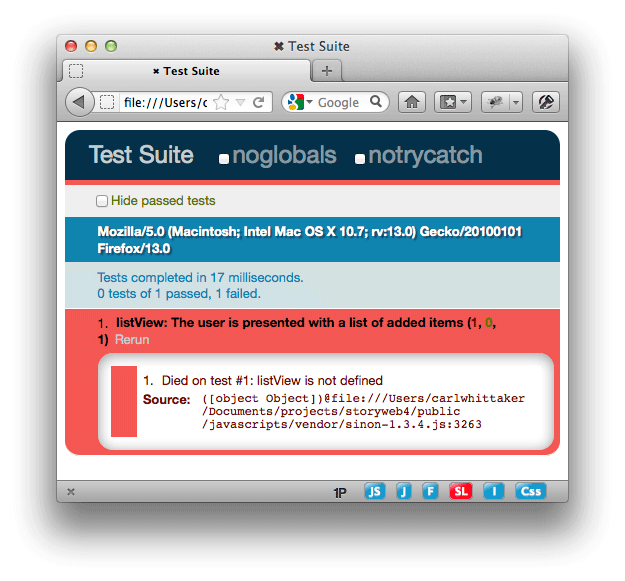 ✖ Test Suite
✖ Test Suite
file:///Users/c
Google
Test Suite noglobals notrycatch
Hide passed tests
Mozilla/5.0 (Macintosh; Intel Mac OS X 10.7; rv:13.0) Gecko/20100101
Firefox/13.0
Tests completed in 17 milliseconds.
0 tests of 1 passed, 1 failed.
1. listView: The user is presented with a list of added items (1, 0,
1) Rerun
1. Died on test #1: listView is not defined
Source: ([object Object])@file:///Users/carlwhittaker
/Documents/projects/storyweb4/public
/javascripts/vendor/sinon-1.3.4.js:3263
1P JS J F SL I Css